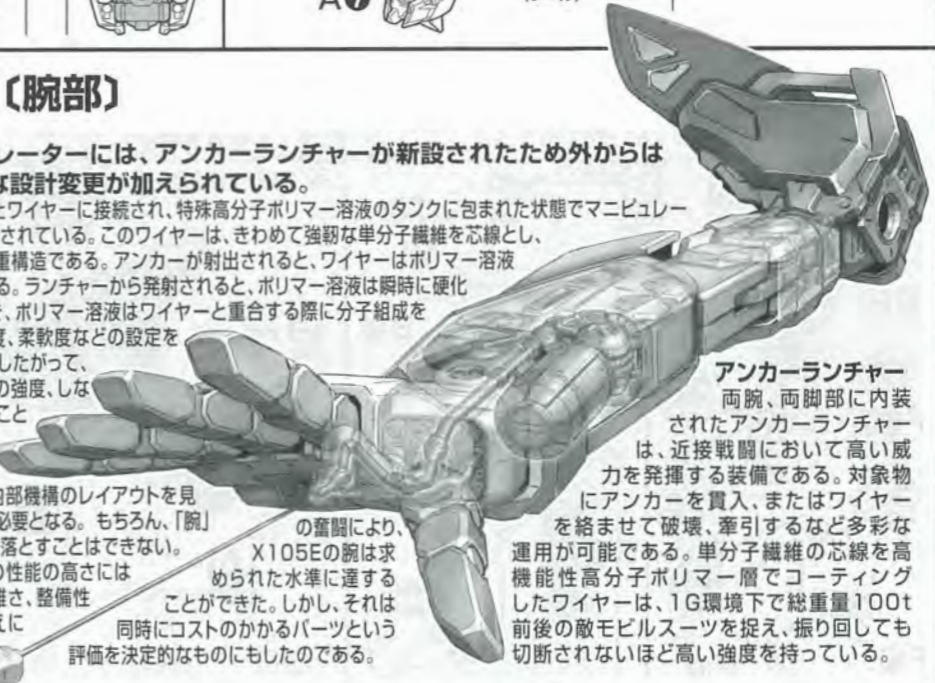 A7
〔腕部〕
レーターには、アンカーランチャーが新設されたため外からは
な設計変更が加えられている。
たワイヤーに接続され、特殊高分子ポリマー溶液のタンクに包まれた状態でマニピュレー
されている。このワイヤーは、きわめて強靭な単分子繊維を芯線とし、
重構造である。アンカーが射出されると、ワイヤーはポリマー溶液
る。ランチャーから発射されると、ポリマー溶液は瞬時に硬化
、ポリマー溶液はワイヤーと重合する際に分子組成を
度、柔軟度などの設定を
したがって、
の強度、しな
こと
内部機構のレイアウトを見
必要となる。もちろん、「腕」
落とすことはできない。
の性能の高さには
雑さ、整備性
えに
の奮闘により、
X105Eの腕は求
められた水準に達する
ことができた。しかし、それは
同時にコストのかかるパーツという
評価を決定的なものにもしたのである。
アンカーランチャー
両腕、両脚部に内装
されたアンカーランチャー
は、近接戦闘において高い威
力を発揮する装備である。対象物
にアンカーを貫入、またはワイヤー
を絡ませて破壊、牽引するなど多彩な
運用が可能である。単分子繊維の芯線を高
機能性高分子ポリマー層でコーティング
したワイヤーは、1G環境下で総重量100t
前後の敵モビルスーツを捉え、振り回しても
切断されないほど高い強度を持っている。